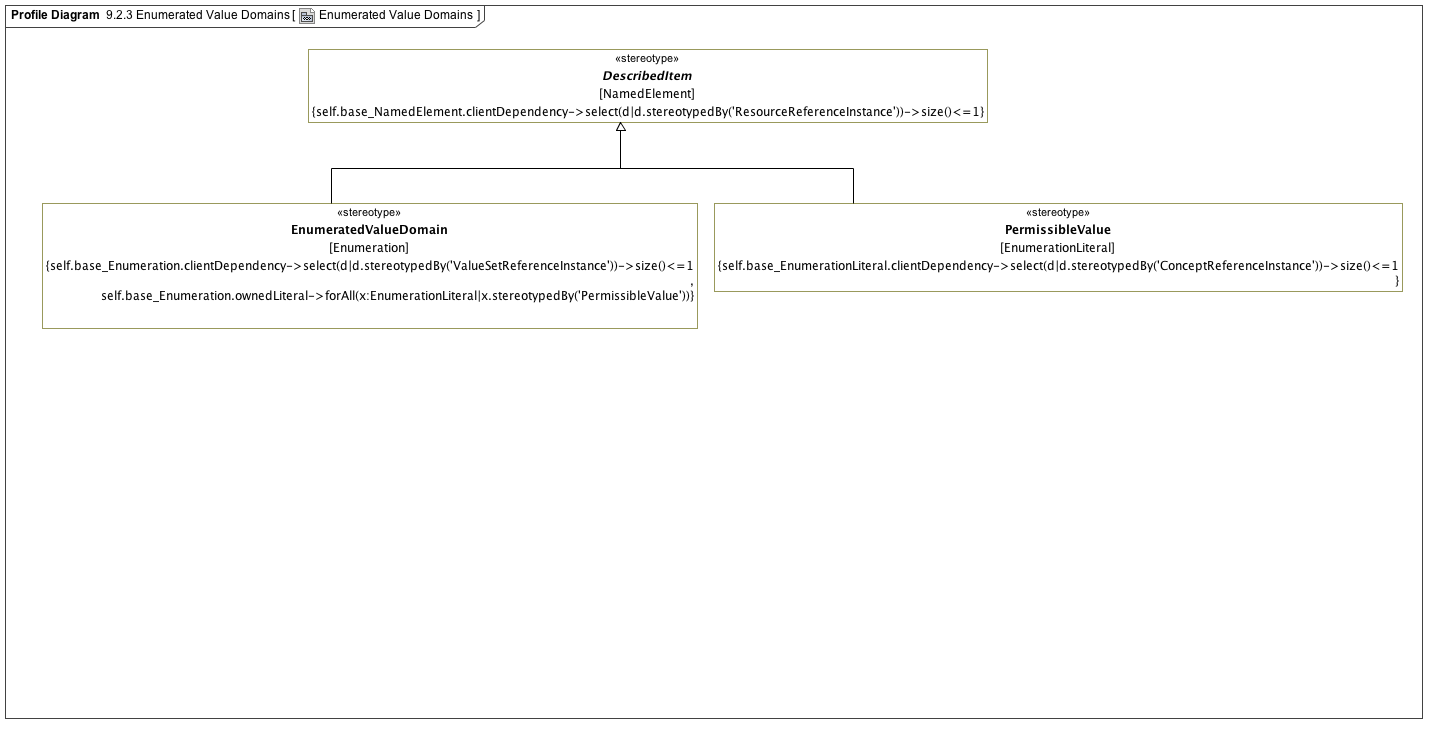 Profile Diagram 9.2.3 Enumerated Value Domains [ Enumerated Value Domains ]
«stereotype»
DescribedItem
[NamedElement]
{self.base_NamedElement.clientDependency->select(d|d.stereotypedBy('ResourceReferenceInstance'))->size()<=1}
«stereotype»
EnumeratedValueDomain
[Enumeration]
{self.base_Enumeration.clientDependency->select(d|d.stereotypedBy('ValueSetReferenceInstance'))->size()<=1
,
self.base_Enumeration.ownedLiteral->forAll(x:EnumerationLiteral|x.stereotypedBy('PermissibleValue'))}
«stereotype»
PermissibleValue
[EnumerationLiteral]
{self.base_EnumerationLiteral.clientDependency->select(d|d.stereotypedBy('ConceptReferenceInstance'))->size()<=1
}